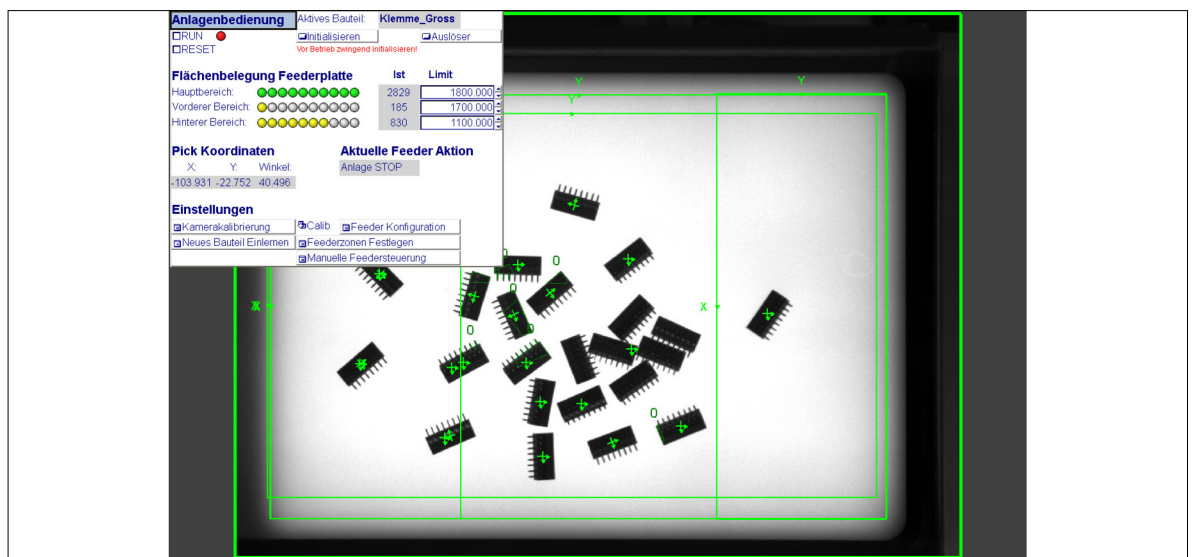 Anlagenbedienung Aktives Bauteil: Klemme_Gross
RUN Initialisieren Auslöser
RESET Vor Betrieb zwingend initialisieren!
Flächenbelegung Feederplatte Ist Limit
Hauptbereich: 2829 1800.000
Vorderer Bereich: 185 1700.000
Hinterer Bereich: 830 1100.000
Pick Koordinaten Aktuelle Feeder Aktion
X: Y: Winkel: Anlage STOP
-103.931 -22.752 40.496
Einstellungen
Kamerakalibrierung Calib Feeder Konfiguration
Neues Bauteil Einlernen Feederzonen Festlegen
Manuelle Feedersteuerung
Y Y
Y
0 0
0
X X
0 0
0